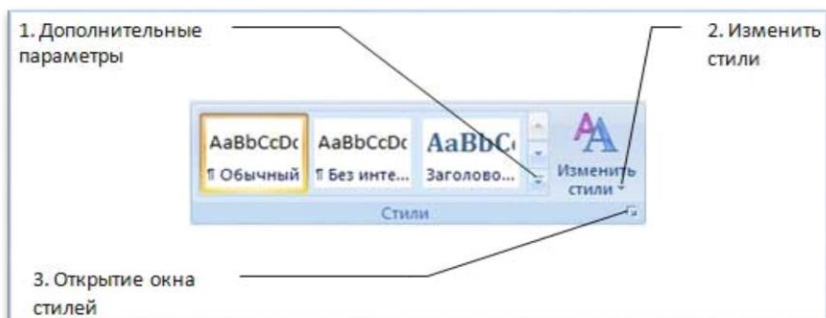 1. Дополнительные
параметры
2. Изменить
стили
AaBbCcDc AaBbCcDc AaBbC
¶ Обычный ¶ Без инте... Заголово...
Изменить
стили
Стили
3. Открытие окна
стилей